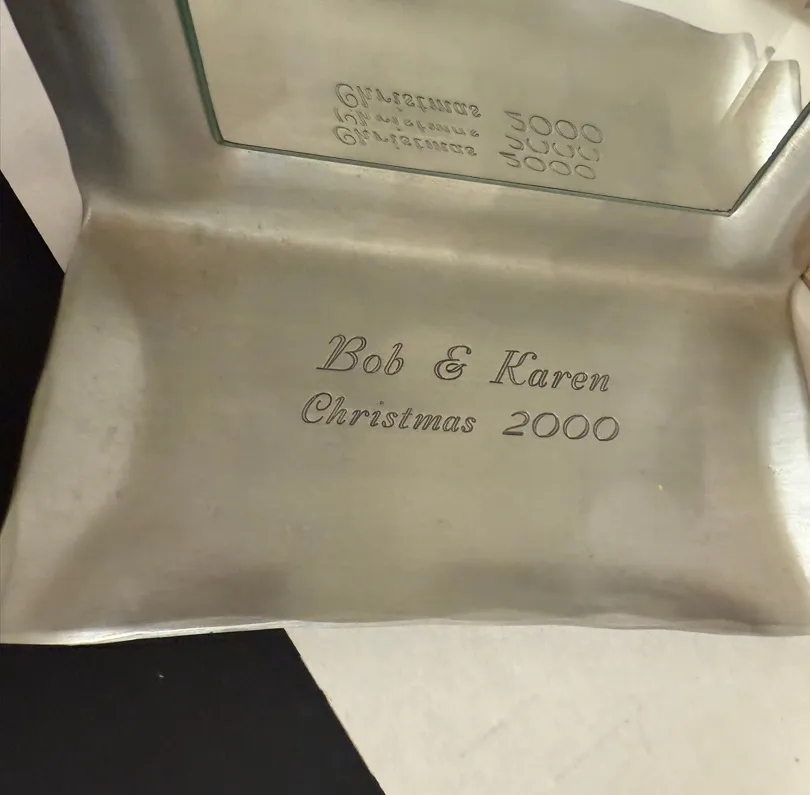 Bob & Karen
Christmas 2000